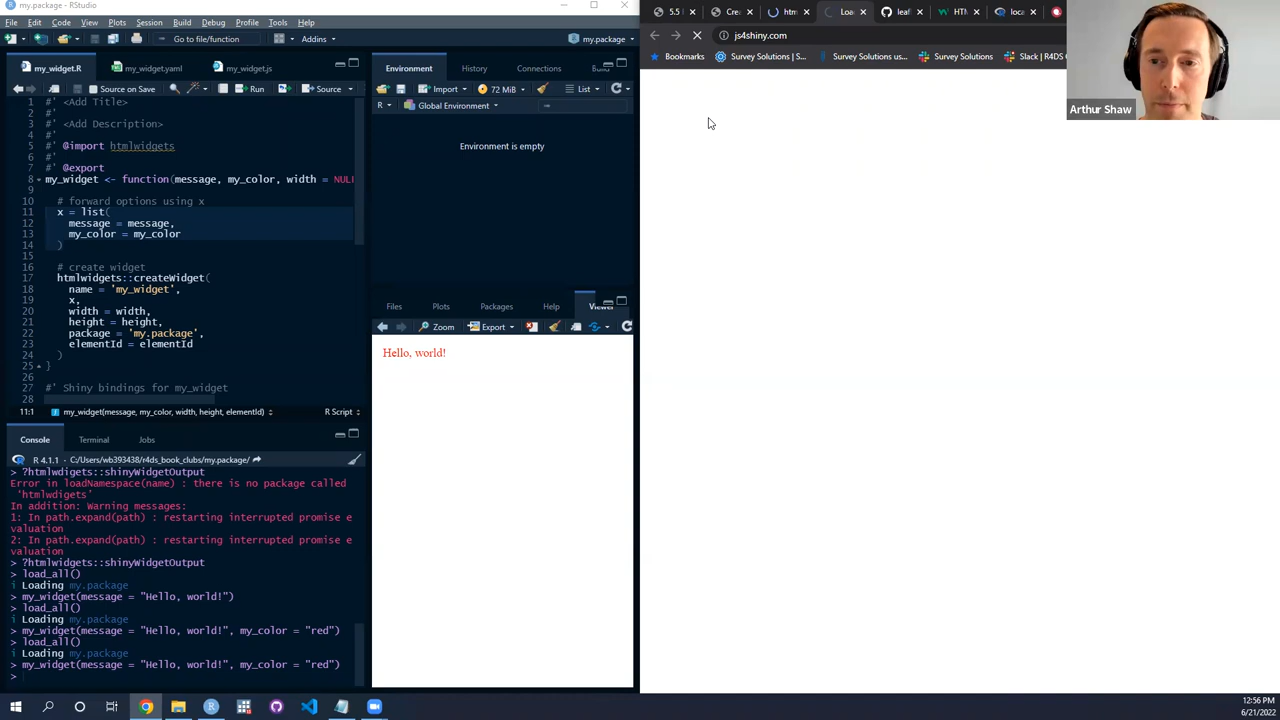 my.package - RStudio
File Edit Code View Plots Session Build Debug Profile Tools Help
Go to file/function
Addins
my.package
my_widget.R
my_widget.yaml
my_widget.js
Source on Save
Run
Source
1 #' <Add Title>
2 #'
3 #' <Add Description>
4 #'
5 #' @import htmlwidgets
6 #'
7 #' @export
8 my_widget <- function(message, my_color, width = NULL
9
10 # forward options using x
11 x = list(
12 message = message,
13 my_color = my_color
14 )
15
16 # create widget
17 htmlwidgets::createWidget(
18 name = 'my_widget',
19 x,
20 width = width,
21 height = height,
22 package = 'my.package',
23 elementId = elementId
24 )
25 }
26
27 #' Shiny bindings for my_widget
28
11:1 my_widget(message, my_color, width, height, elementId) R Script
Console Terminal Jobs
R 4.1.1 · C:/Users/wb393438/r4ds_book_clubs/my.package/
> ?htmlwdigets::shinyWidgetOutput
Error in loadNamespace(name) : there is no package called
'htmlwdigets'
In addition: Warning messages:
1: In path.expand(path) : restarting interrupted promise e
valuation
2: In path.expand(path) : restarting interrupted promise e
valuation
> ?htmlwidgets::shinyWidgetOutput
> load_all()
i Loading my.package
> my_widget(message = "Hello, world!")
> load_all()
i Loading my.package
> my_widget(message = "Hello, world!", my_color = "red")
> load_all()
i Loading my.package
> my_widget(message = "Hello, world!", my_color = "red")
>
Environment History Connections
Import 72 MiB List
R Global Environment
Environment is empty
Files Plots Packages Help
Zoom Export
Hello, world!
5.5
Cre
htm
Loa
leaf
HTM
loca
js4shiny.com
Bookmarks
Survey Solutions | S...
Survey Solutions us...
Survey Solutions
Slack | R4DS
Arthur Shaw
12:56 PM
6/21/2022